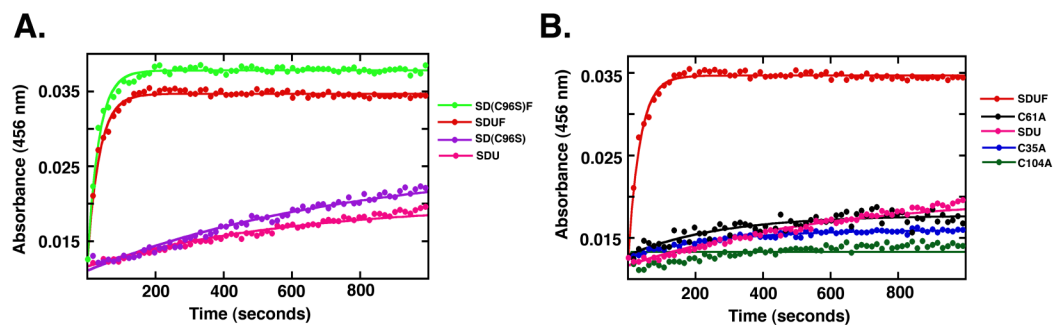 A.
Absorbance (456 nm)
0.035
0.025
0.015
200 400 600 800
Time (seconds)
SD(C96S)F
SDUF
SD(C96S)
SDU
B.
Absorbance (456 nm)
0.035
0.025
0.015
200 400 600 800
Time (seconds)
SDUF
C61A
SDU
C35A
C104A